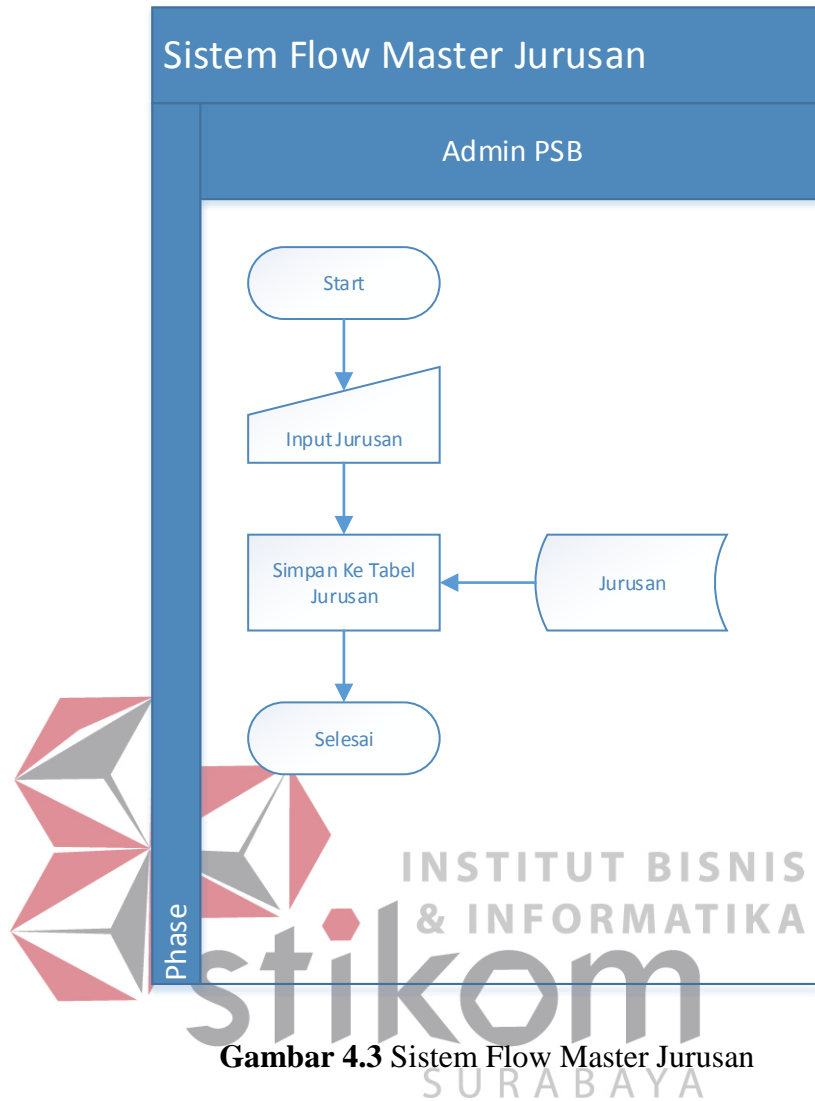 Sistem Flow Master Jurusan
Admin PSB
Start
Input Jurusan
Simpan Ke Tabel
Jurusan
Jurusan
Selesai
Phase
INSTITUT BISNIS
& INFORMATIKA
stikom
Gambar 4.3 Sistem Flow Master Jurusan
SURABAYA